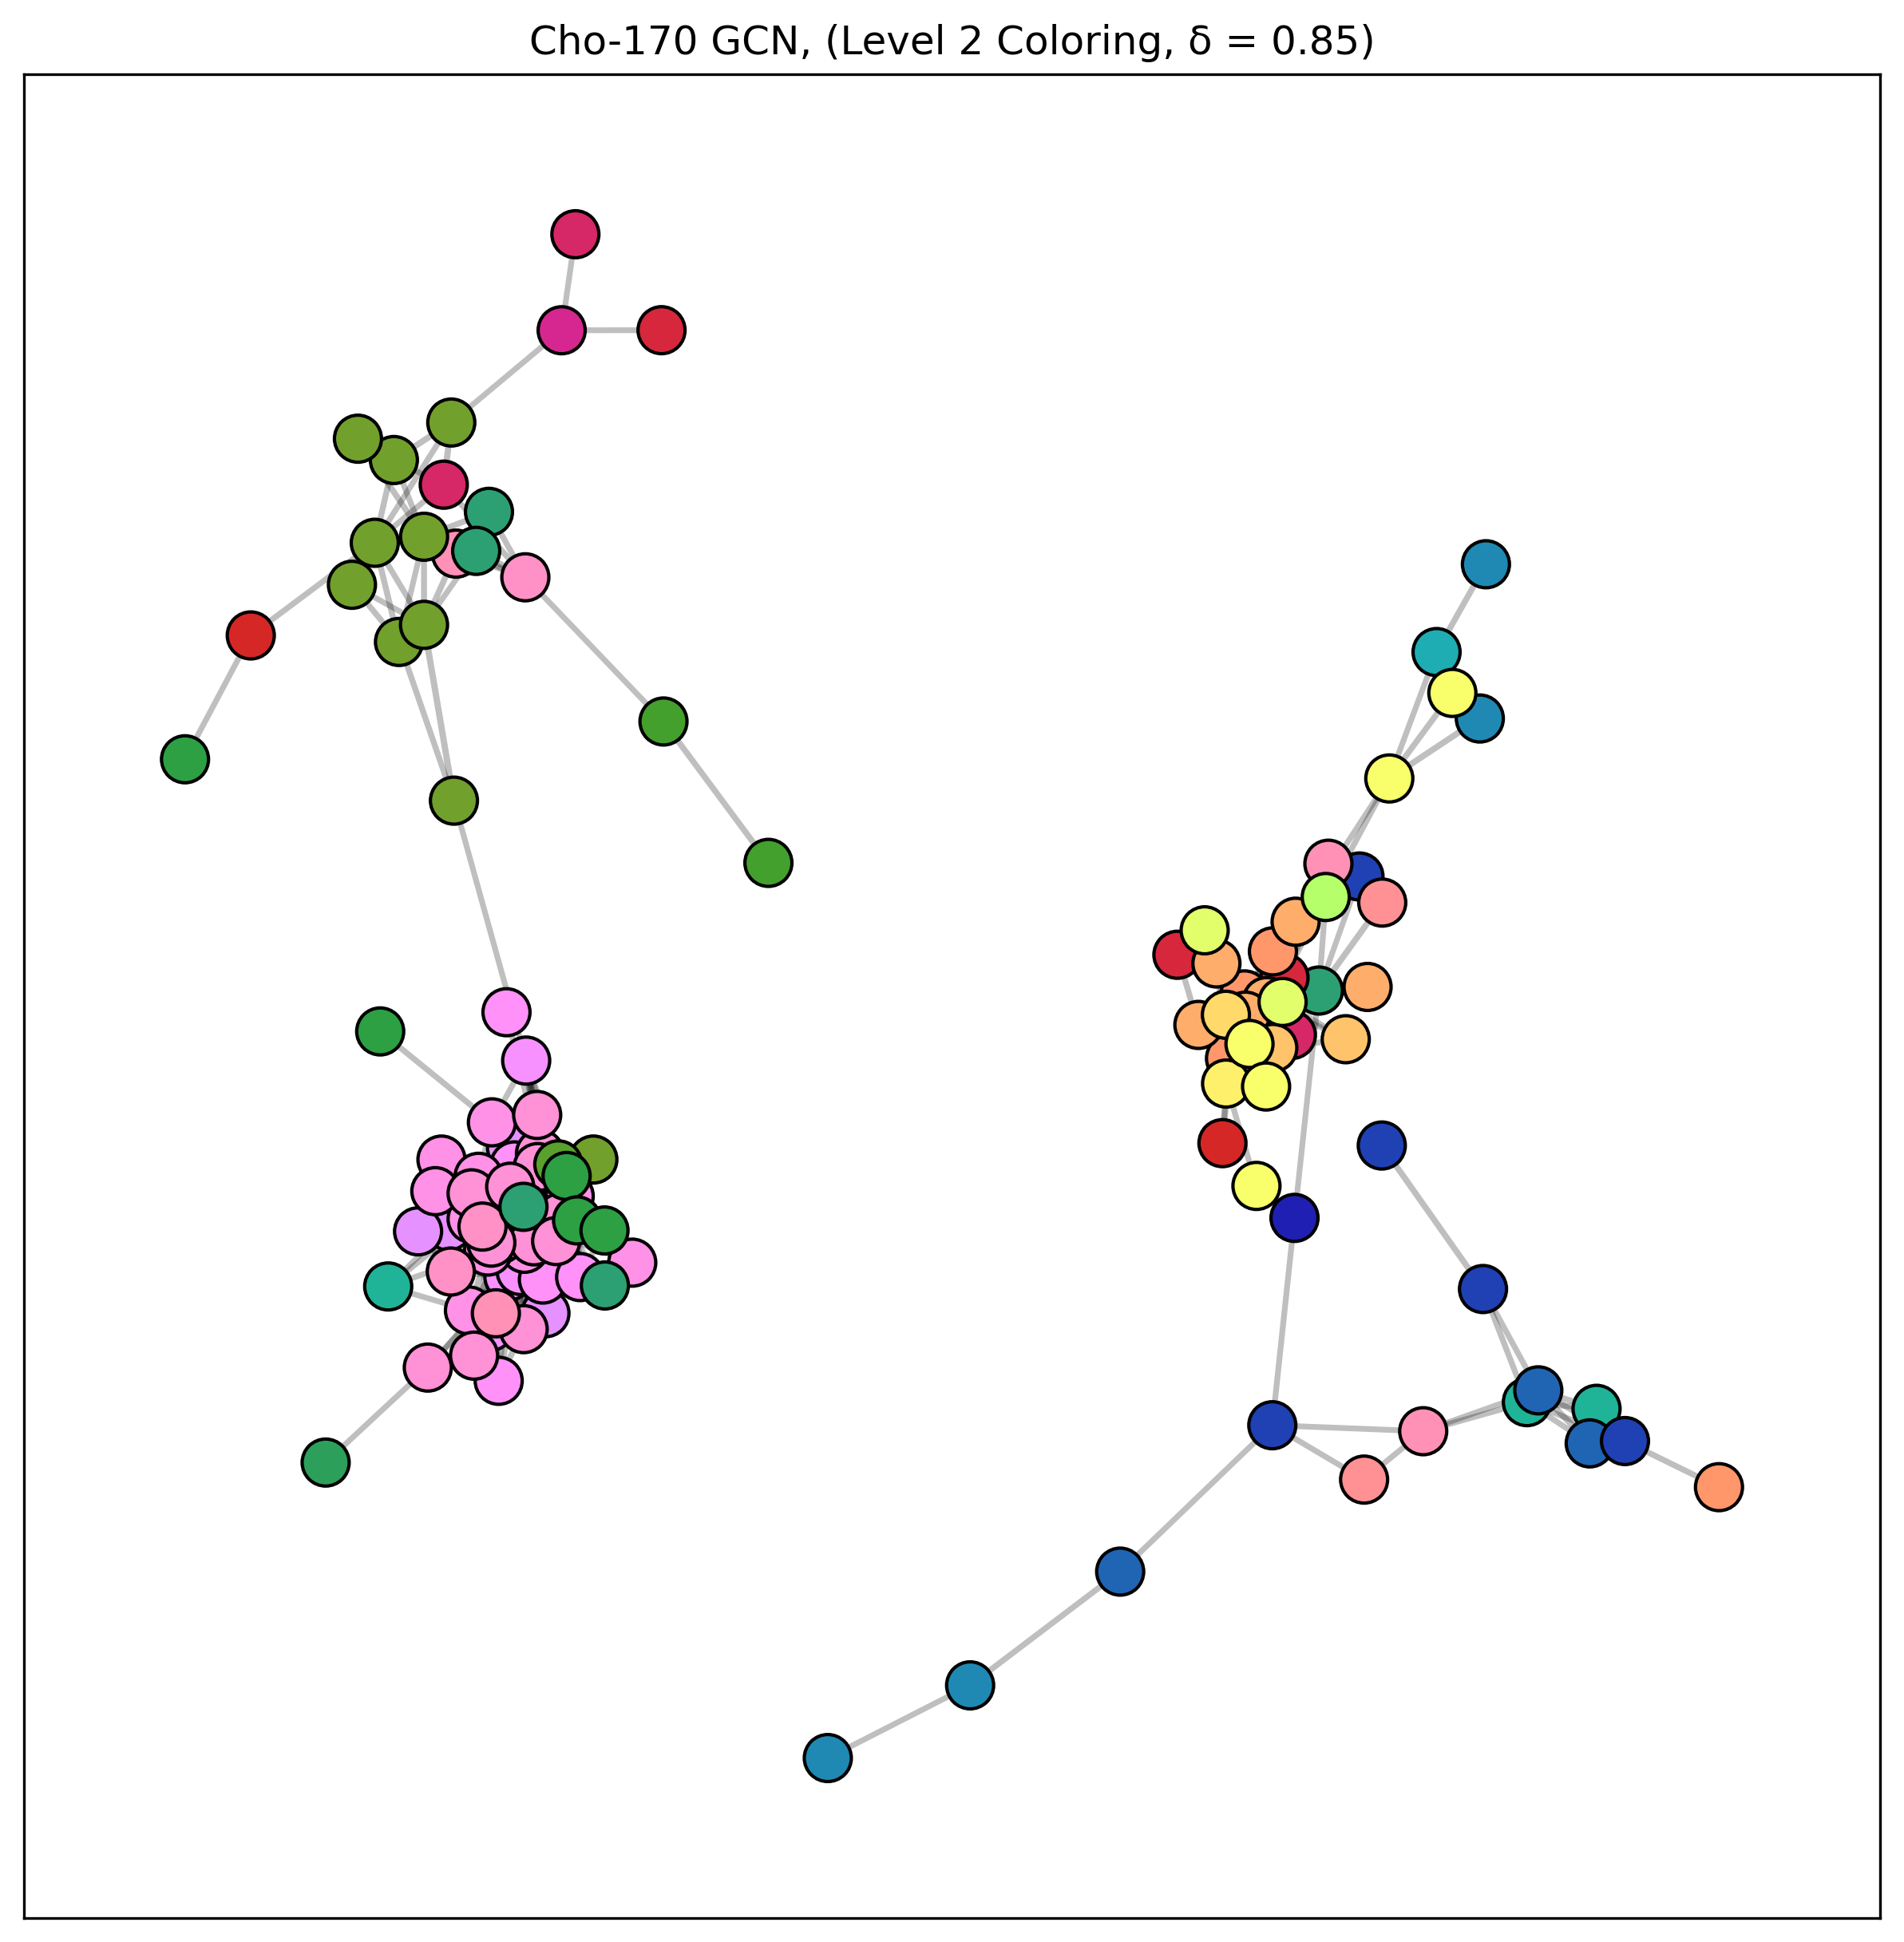 Cho-170 GCN, (Level 2 Coloring, δ = 0.85)